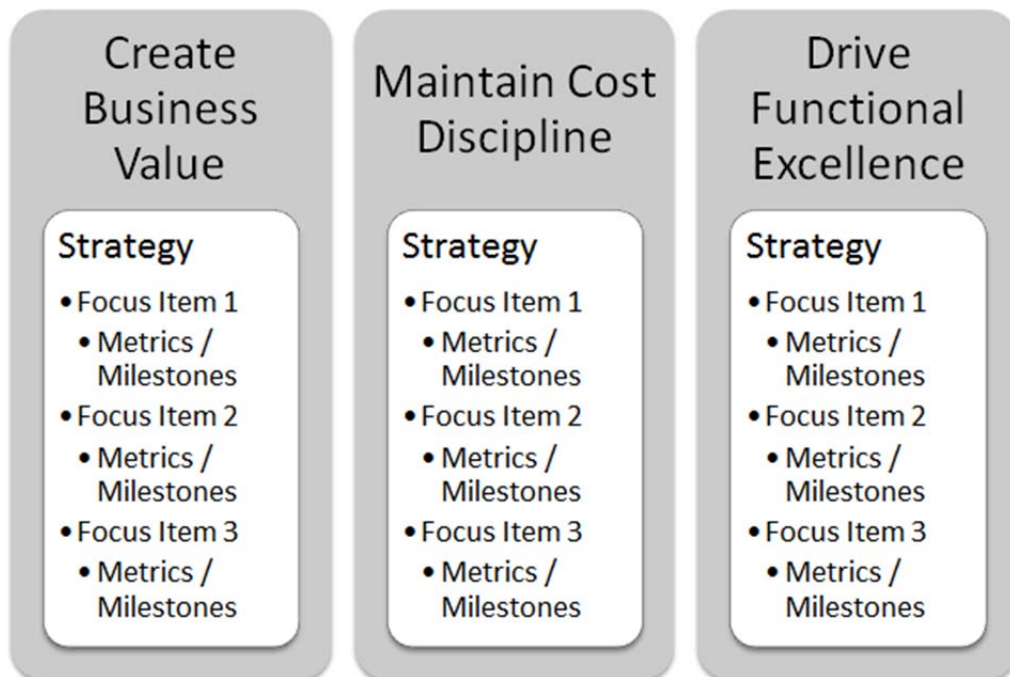 Create
Business
Value
Strategy
•Focus Item 1
•Metrics /
Milestones
•Focus Item 2
•Metrics /
Milestones
•Focus Item 3
•Metrics /
Milestones
Maintain Cost
Discipline
Strategy
•Focus Item 1
•Metrics /
Milestones
•Focus Item 2
•Metrics /
Milestones
•Focus Item 3
•Metrics /
Milestones
Drive
Functional
Excellence
Strategy
•Focus Item 1
•Metrics /
Milestones
•Focus Item 2
•Metrics /
Milestones
•Focus Item 3
•Metrics /
Milestones